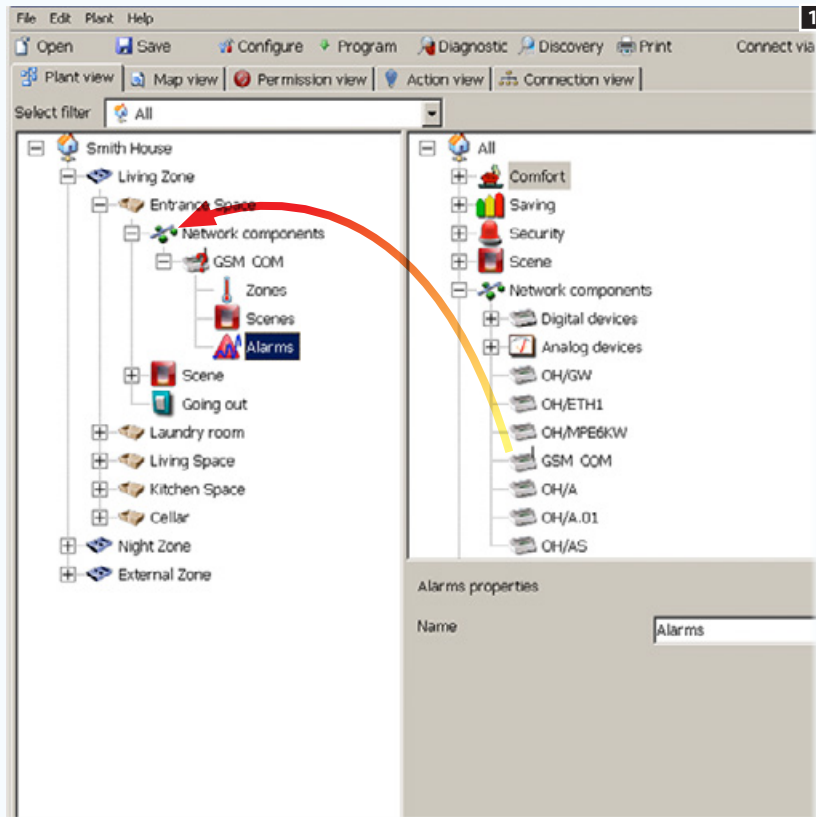 File Edit Plant Help
1
Open Save Configure Program Diagnostic Discovery Print Connect via
Plant view Map view Permission view Action view Connection view
Select filter All
Smith House
Living Zone
Entrance Space
Network components
GSM COM
Zones
Scenes
Alarms
Scene
Going out
Laundry room
Living Space
Kitchen Space
Cellar
Night Zone
External Zone
All
Comfort
Saving
Security
Scene
Network components
Digital devices
Analog devices
OH/GW
OH/ETH1
OH/MPE6KW
GSM COM
OH/A
OH/A.01
OH/AS
Alarms properties
Name Alarms